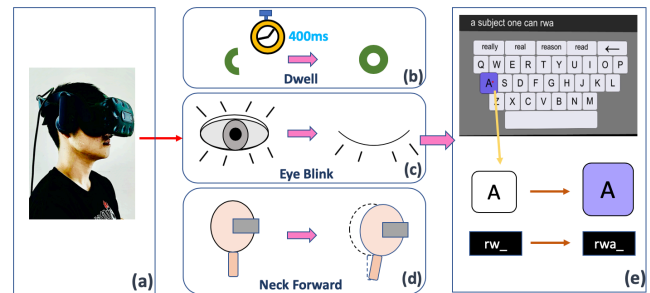 (a)
400ms
Dwell
(b)
Eye Blink
(c)
Neck Forward
(d)
a subject one can rwa
really real reason read ←
Q W E R T Y U I O P
A S D F G H J K L
Z X C V B N M
A → A
rw_ → rwa_
(e)